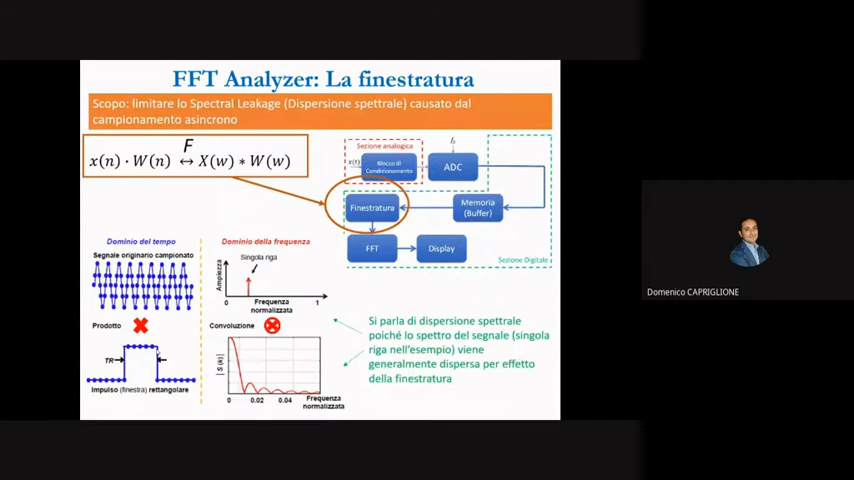 FFT Analyzer: La finestratura
Scopo: limitare lo Spectral Leakage (Dispersione spettrale) causato dal
campionamento asincrono
F
x(n) · W(n) ↔ X(w) * W(w)
Sezione analogica
x(t)
Blocco di
Condizionamento
ADC
Finestratura
Memoria
(Buffer)
FFT
Display
Sezione Digitale
Dominio del tempo
Segnale originario campionato
Prodotto
TR
Impulso (finestra) rettangolare
Dominio della frequenza
Singola riga
Ampiezza
0
Frequenza
normalizzata
1
Convoluzione
| S (k) |
0
0.02
0.04
Frequenza
normalizzata
Si parla di dispersione spettrale
poiché lo spettro del segnale (singola
riga nell'esempio) viene
generalmente dispersa per effetto
della finestratura
Domenico CAPRIGLIONE